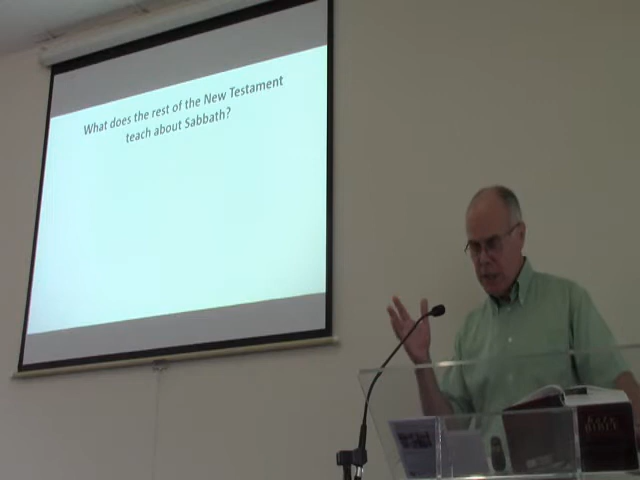 What does the rest of the New Testament
teach about Sabbath?
BIBLE